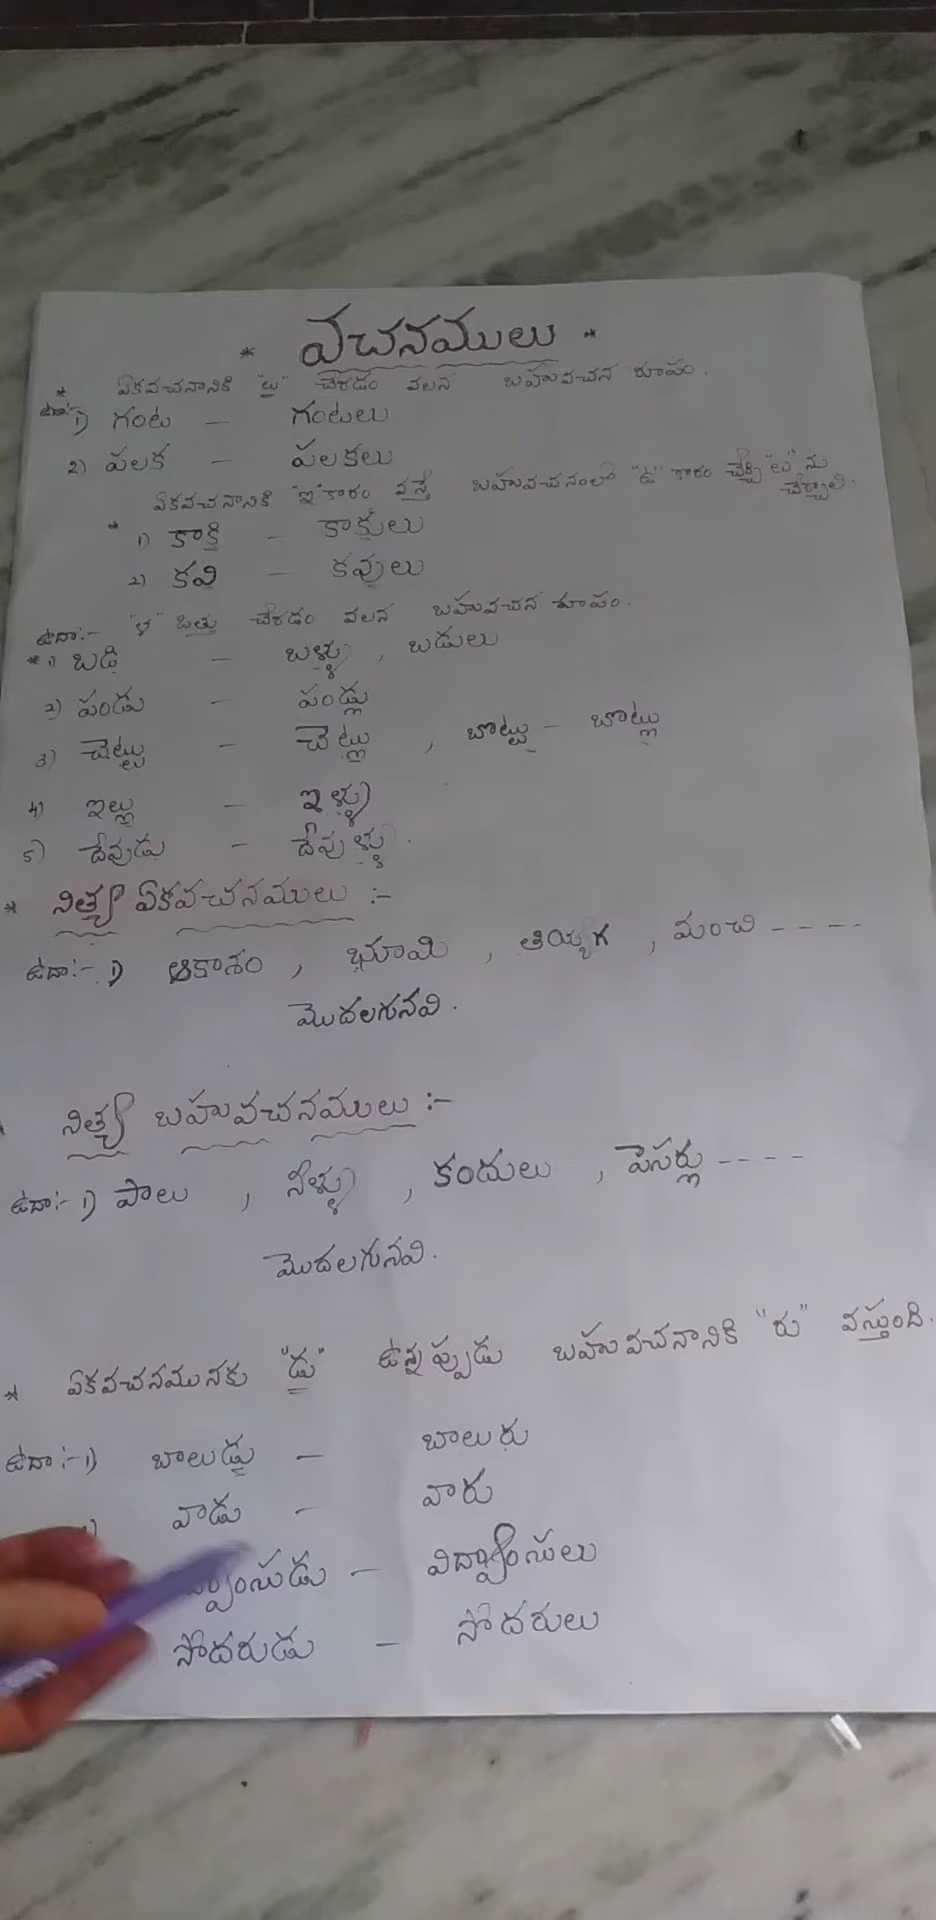 * వచనములు *
* ఏకవచనానికి "లు" చేరడం వలన బహువచన రూపం.
ఉదా:- 1) గంట – గంటలు
2) పలక – పలకలు
ఏకవచనానికి "ఇ" కారం వస్తే బహువచనంలో "ఉ" కారం చేర్చి "లు" ను చేర్చాలి.
* 1) కాకి – కాకులు
2) కవి – కవులు
"ళ" ఒత్తు చేరడం వలన బహువచన రూపం.
ఉదా:-
* 1) బడి – బళ్ళు , బడులు
2) పండు – పండ్లు
3) చెట్టు – చెట్లు , బొట్టు – బొట్లు
4) ఇల్లు – ఇళ్ళు
5) దేవుడు – దేవుళ్ళు.
* నిత్య ఏకవచనములు :-
ఉదా:- 1) ఆకాశం , భూమి , తియ్యగ , మంచి ----
మొదలగునవి.
నిత్య బహువచనములు :-
ఉదా:- 1) పాలు , నీళ్ళు , కందులు , పెసర్లు ----
మొదలగునవి.
* ఏకవచనమునకు "డు" ఉన్నప్పుడు బహువచనానికి "రు" వస్తుంది.
ఉదా:- 1) బాలుడు – బాలురు
వాడు – వారు
– విద్వాంసులు
సోదరుడు – సోదరులు